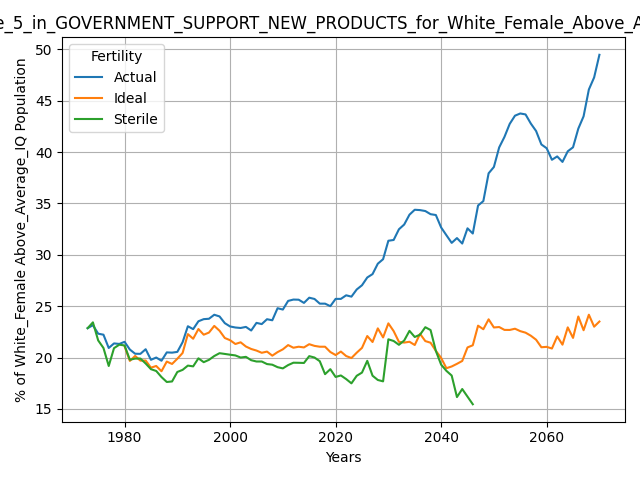 e_5_in_GOVERNMENT_SUPPORT_NEW_PRODUCTS_for_White_Female_Above_A
Fertility
Actual
Ideal
Sterile
% of White_Female Above_Average_IQ Population
50
45
40
35
30
25
20
15
1980
2000
2020
2040
2060
Years